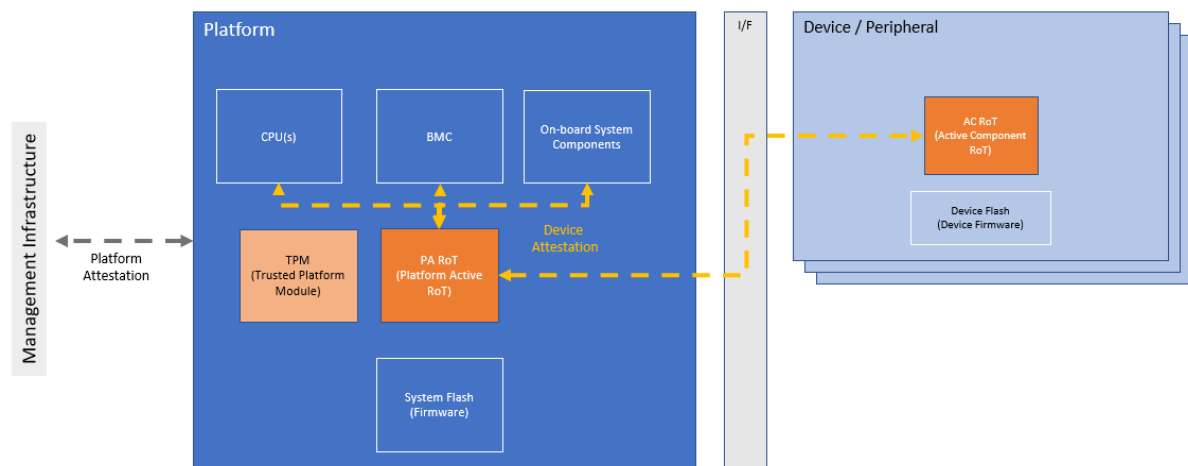 Platform
I/F
Device / Peripheral
CPU(s)
BMC
On-board System
Components
AC RoT
(Active Component
RoT)
Device Flash
(Device Firmware)
Management Infrastructure
Platform
Attestation
TPM
(Trusted Platform
Module)
PA RoT
(Platform Active
RoT)
Device
Attestation
System Flash
(Firmware)